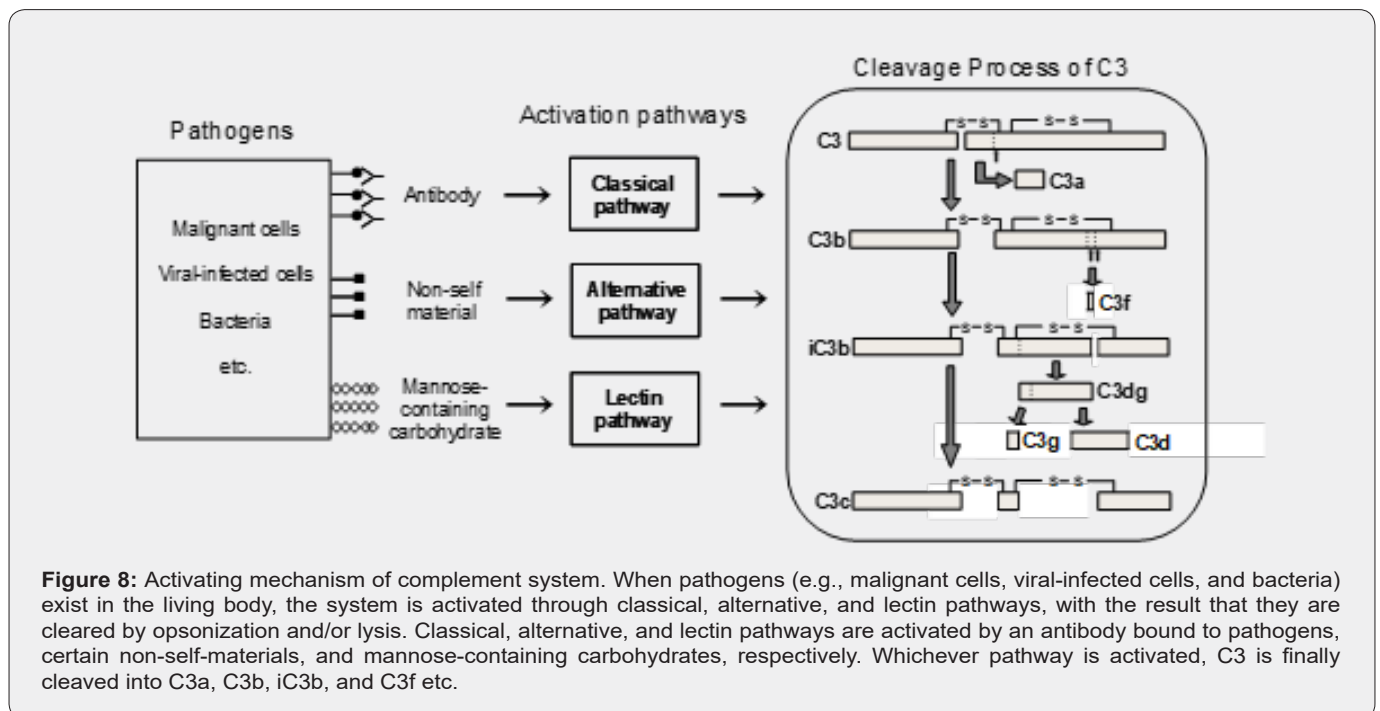 Cleavage Process of C3
Pathogens
Activation pathways
Malignant cells
Viral-infected cells
Bacteria
etc.
Antibody
Non-self
material
Mannose-
containing
carbohydrate
Classical
pathway
Alternative
pathway
Lectin
pathway
C3
s-s
s-s
C3a
C3b
s-s
s-s
C3f
iC3b
s-s
s-s
C3dg
C3g
C3d
C3c
s-s
s-s
Figure 8: Activating mechanism of complement system. When pathogens (e.g., malignant cells, viral-infected cells, and bacteria)
exist in the living body, the system is activated through classical, alternative, and lectin pathways, with the result that they are
cleared by opsonization and/or lysis. Classical, alternative, and lectin pathways are activated by an antibody bound to pathogens,
certain non-self-materials, and mannose-containing carbohydrates, respectively. Whichever pathway is activated, C3 is finally
cleaved into C3a, C3b, iC3b, and C3f etc.